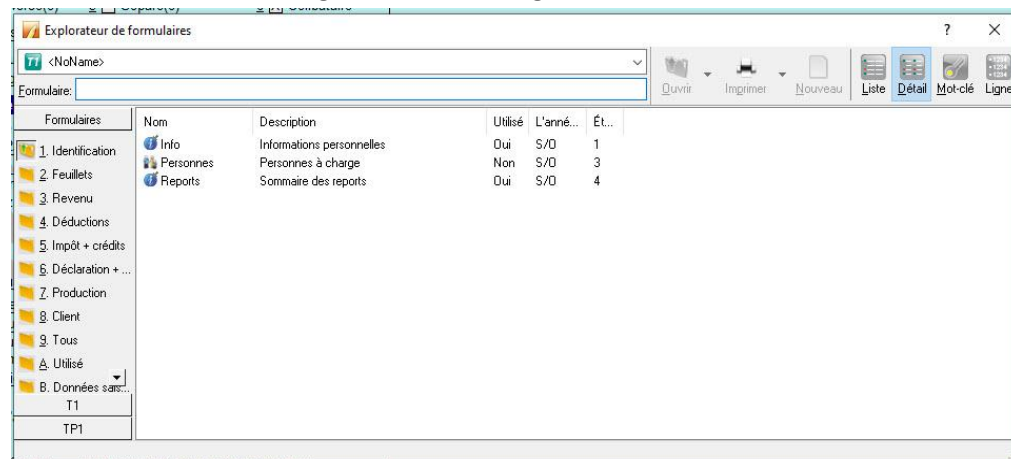 Explorateur de formulaires ?
T1 <NoName>
Formulaire:
Ouvrir Imprimer Nouveau Liste Détail Mot-clé Ligne
Formulaires Nom Description Utilisé L'anné... Ét...
Info Informations personnelles Oui S/O 1
Personnes Personnes à charge Non S/O 3
Reports Sommaire des reports Oui S/O 4
1. Identification
2. Feuillets
3. Revenu
4. Déductions
5. Impôt + crédits
6. Déclaration + ...
7. Production
8. Client
9. Tous
A. Utilisé
B. Données sais...
T1
TP1